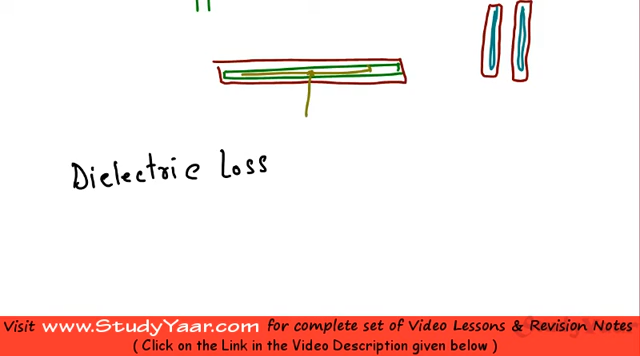 Dielectric Loss
Visit www.StudyYaar.com for complete set of Video Lessons & Revision Notes
( Click on the Link in the Video Description given below )